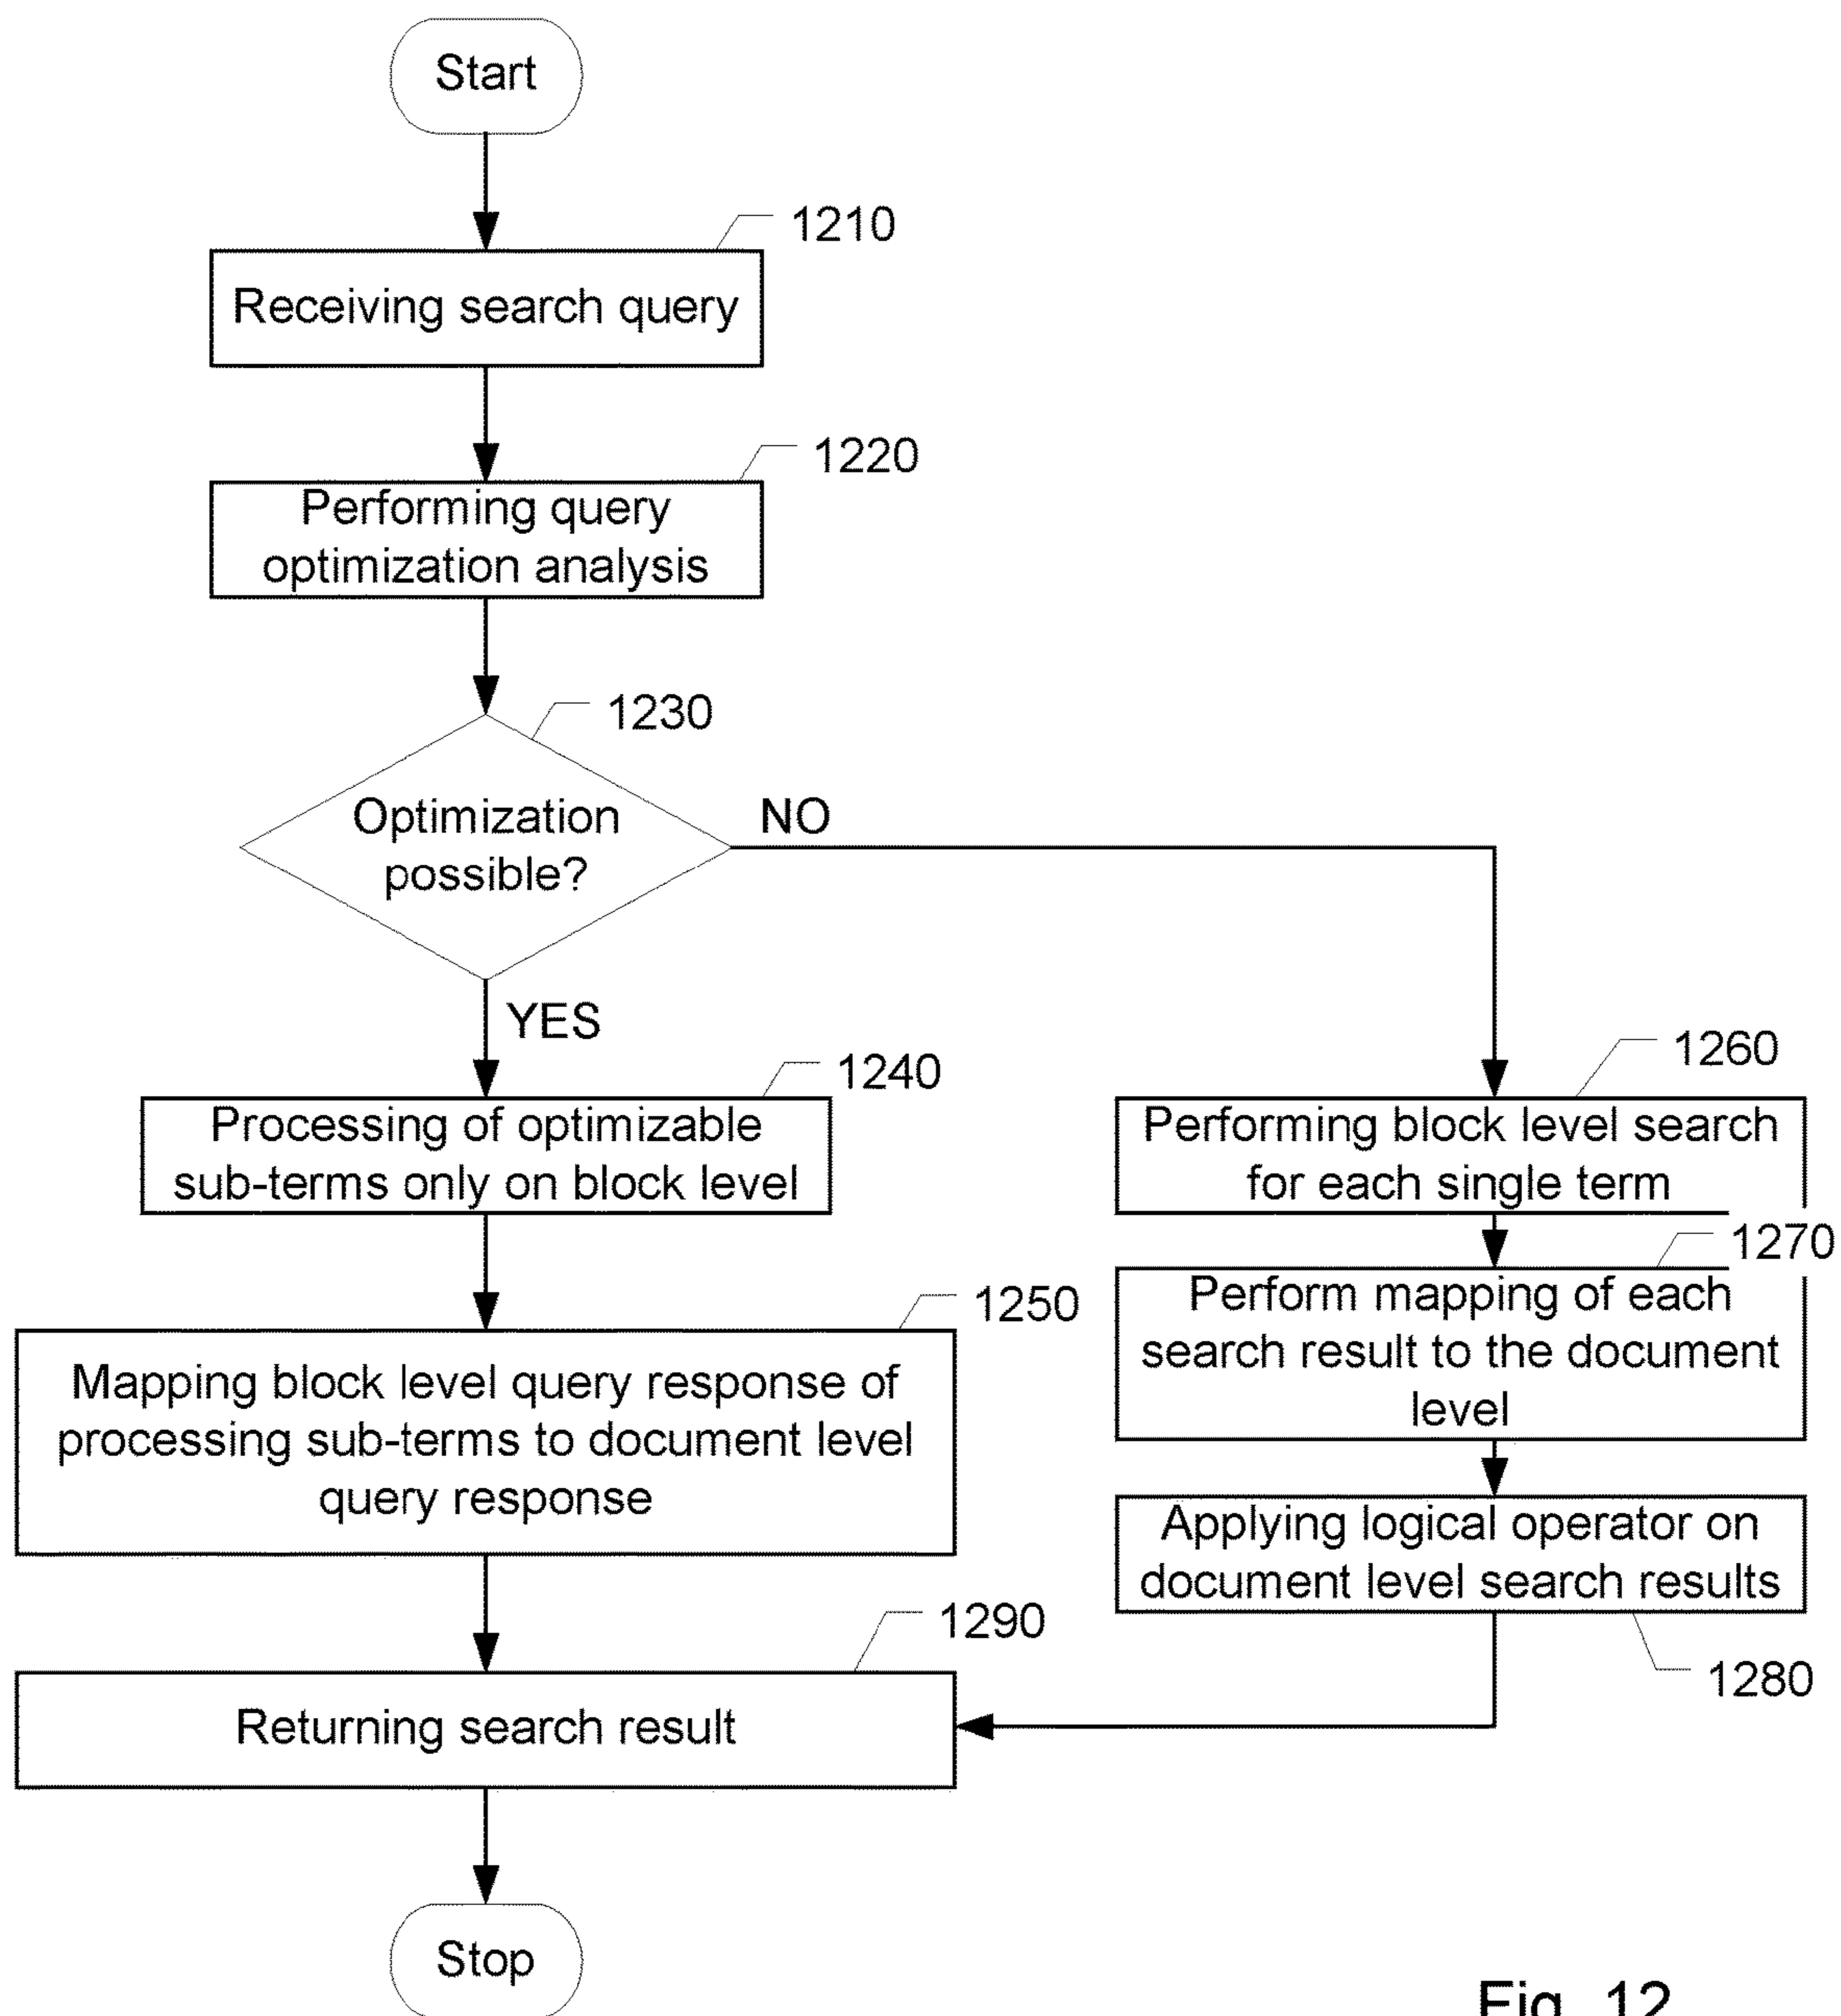 Start
1210
Receiving search query
1220
Performing query
optimization analysis
1230
Optimization
possible?
NO
YES
1240
Processing of optimizable
sub-terms only on block level
1250
Mapping block level query response of
processing sub-terms to document level
query response
1260
Performing block level search
for each single term
1270
Perform mapping of each
search result to the document
level
Applying logical operator on
document level search results
1280
1290
Returning search result
Stop
Fig. 12